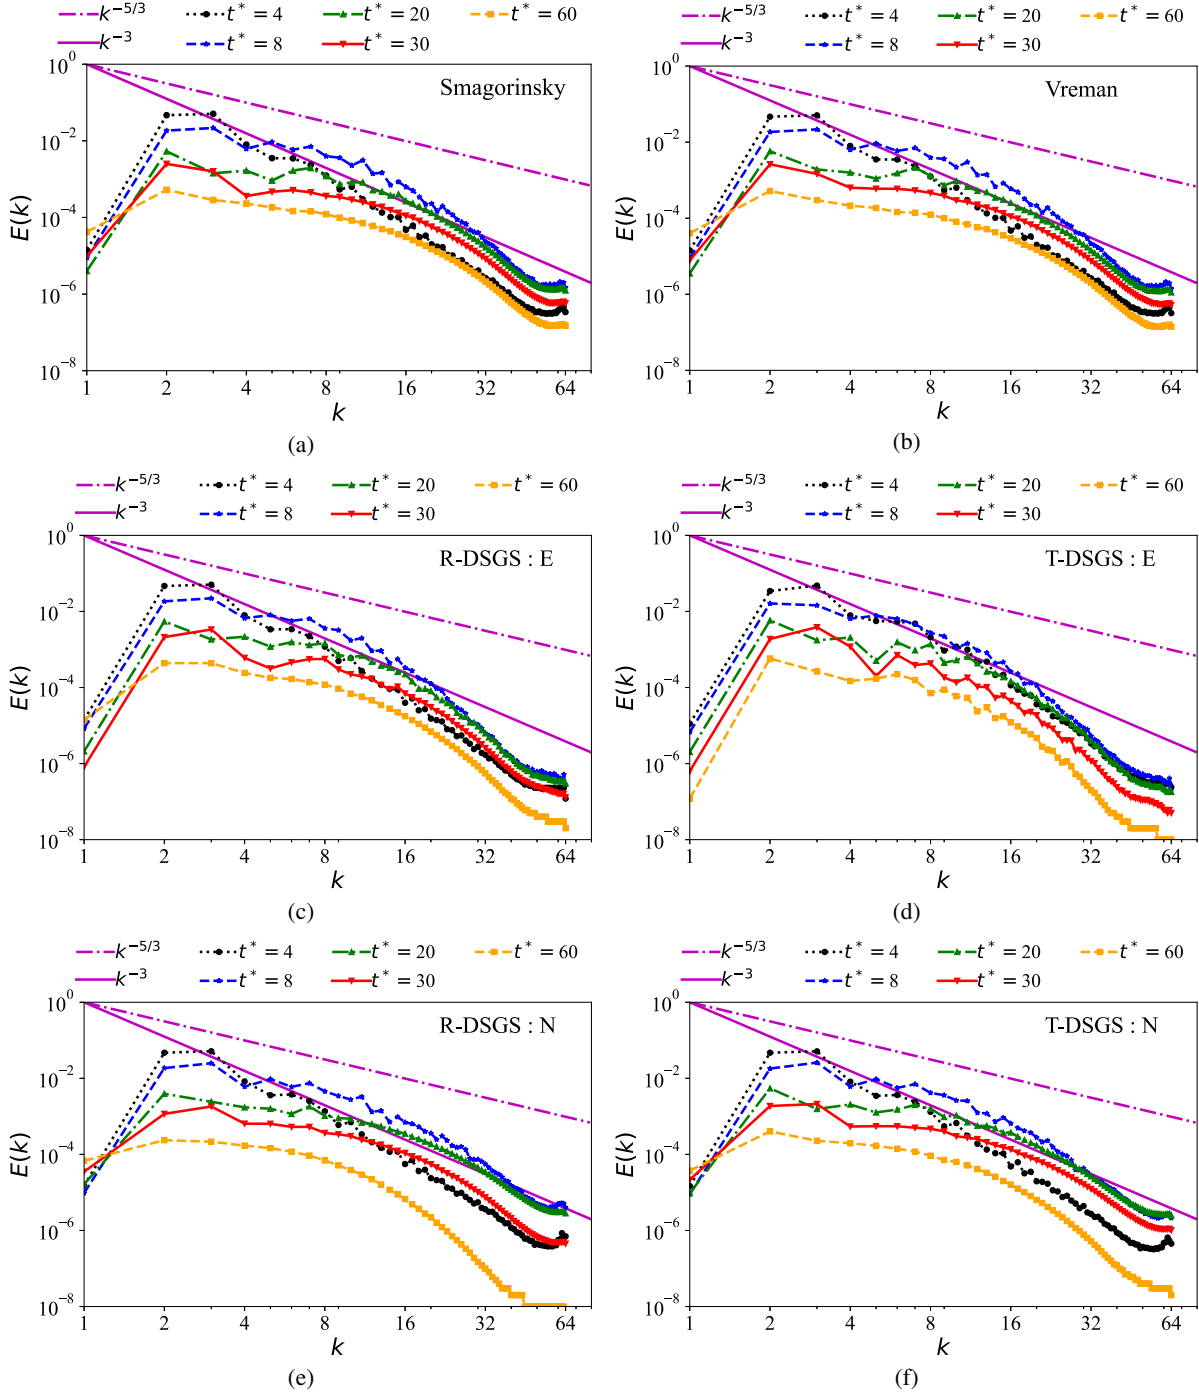 k^{-5/3} t* = 4 t* = 20 t* = 60
k^{-3} t* = 8 t* = 30
Smagorinsky
10^0
10^{-2}
10^{-4}
10^{-6}
10^{-8}
E(k)
1 2 4 8 16 32 64
k
(a)
k^{-5/3} t* = 4 t* = 20 t* = 60
k^{-3} t* = 8 t* = 30
Vreman
10^0
10^{-2}
10^{-4}
10^{-6}
10^{-8}
E(k)
1 2 4 8 16 32 64
k
(b)
k^{-5/3} t* = 4 t* = 20 t* = 60
k^{-3} t* = 8 t* = 30
R-DSGS : E
10^0
10^{-2}
10^{-4}
10^{-6}
10^{-8}
E(k)
1 2 4 8 16 32 64
k
(c)
k^{-5/3} t* = 4 t* = 20 t* = 60
k^{-3} t* = 8 t* = 30
T-DSGS : E
10^0
10^{-2}
10^{-4}
10^{-6}
10^{-8}
E(k)
1 2 4 8 16 32 64
k
(d)
k^{-5/3} t* = 4 t* = 20 t* = 60
k^{-3} t* = 8 t* = 30
R-DSGS : N
10^0
10^{-2}
10^{-4}
10^{-6}
10^{-8}
E(k)
1 2 4 8 16 32 64
k
(e)
k^{-5/3} t* = 4 t* = 20 t* = 60
k^{-3} t* = 8 t* = 30
T-DSGS : N
10^0
10^{-2}
10^{-4}
10^{-6}
10^{-8}
E(k)
1 2 4 8 16 32 64
k
(f)